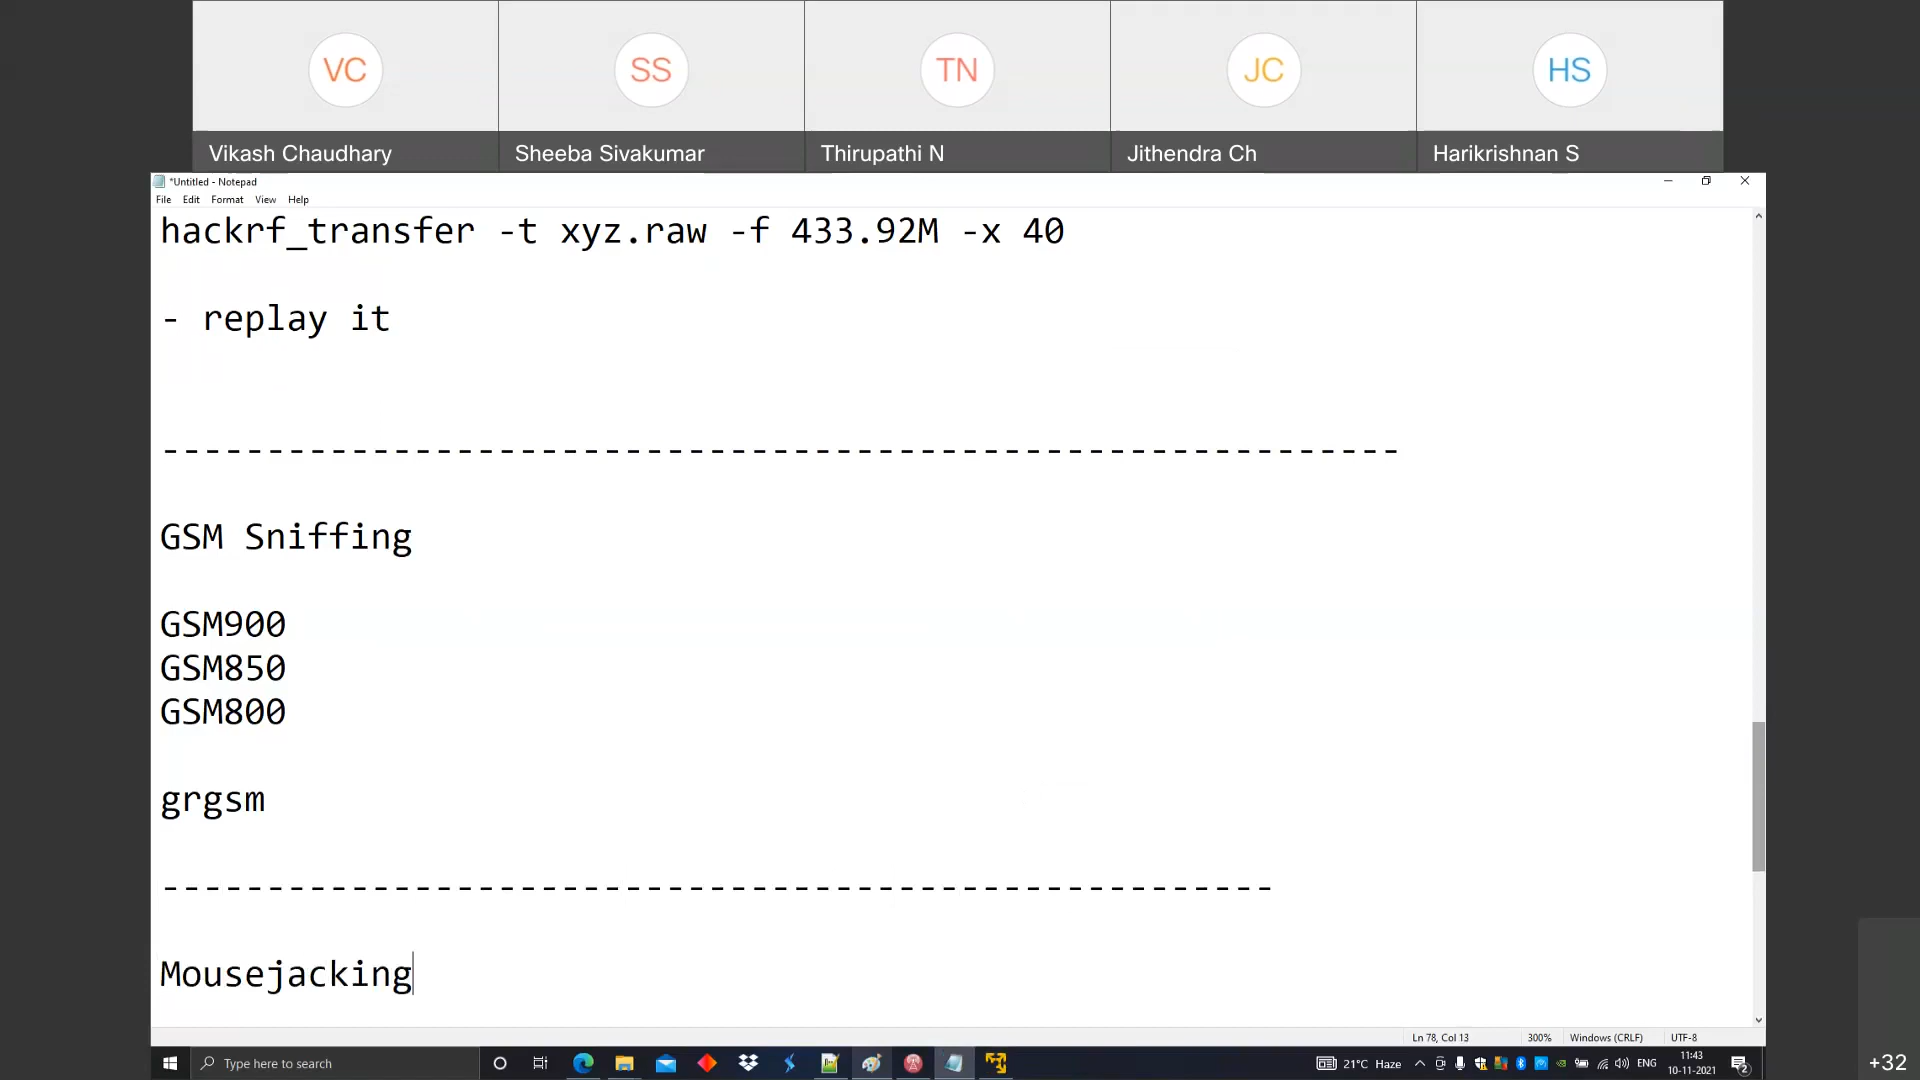 VC
SS
TN
JC
HS
Vikash Chaudhary
Sheeba Sivakumar
Thirupathi N
Jithendra Ch
Harikrishnan S
*Untitled - Notepad
File Edit Format View Help
hackrf_transfer -t xyz.raw -f 433.92M -x 40
- replay it
-----------------------------------------------------------
GSM Sniffing
GSM900
GSM850
GSM800
grgsm
-----------------------------------------------------
Mousejacking
Ln 78, Col 13
300%
Windows (CRLF)
UTF-8
Type here to search
21°C Haze
ENG
11:43
10-11-2021
2
+32